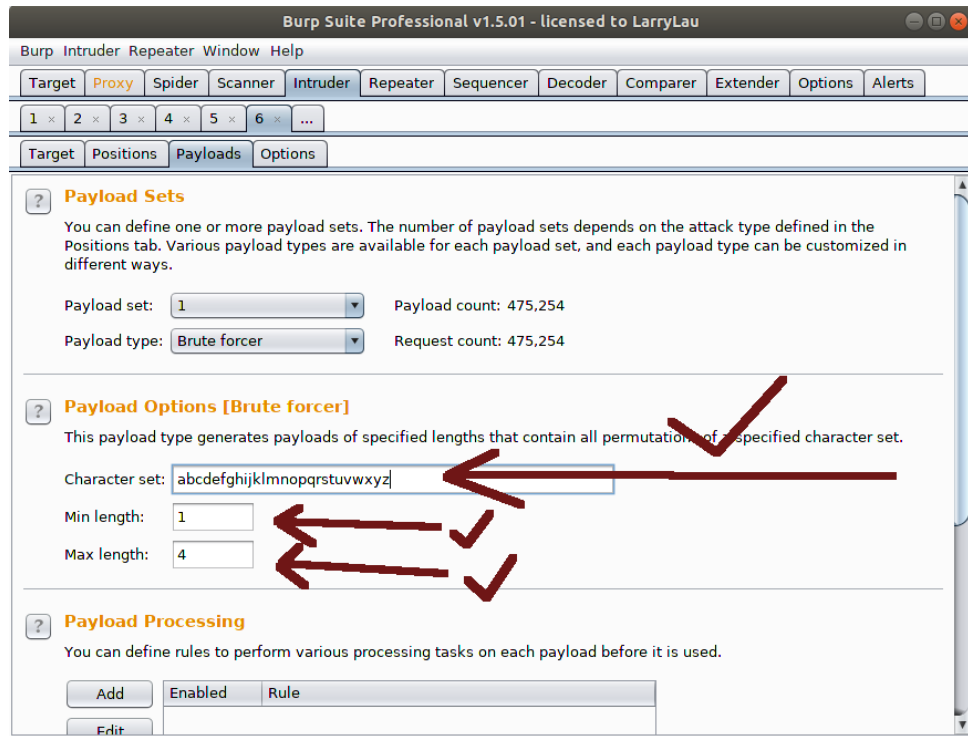 Burp Suite Professional v1.5.01 - licensed to LarryLau
Burp Intruder Repeater Window Help
Target Proxy Spider Scanner Intruder Repeater Sequencer Decoder Comparer Extender Options Alerts
1 × 2 × 3 × 4 × 5 × 6 × ...
Target Positions Payloads Options
? Payload Sets
You can define one or more payload sets. The number of payload sets depends on the attack type defined in the
Positions tab. Various payload types are available for each payload set, and each payload type can be customized in
different ways.
Payload set: 1 Payload count: 475,254
Payload type: Brute forcer Request count: 475,254
? Payload Options [Brute forcer]
This payload type generates payloads of specified lengths that contain all permutations of a specified character set.
Character set: abcdefghijklmnopqrstuvwxyz
Min length: 1
Max length: 4
? Payload Processing
You can define rules to perform various processing tasks on each payload before it is used.
Add Enabled Rule
Edit